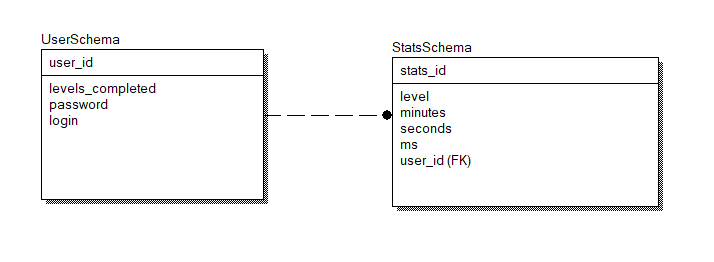 UserSchema
user_id
levels_completed
password
login
StatsSchema
stats_id
level
minutes
seconds
ms
user_id (FK)